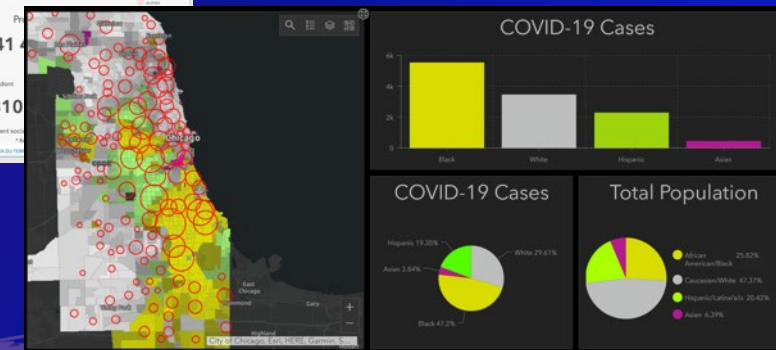 COVID-19 Cases
6k
4k
2k
0
Black
White
Hispanic
Asian
Chicago
East
Chicago
Gary
Highland
+
−
City of Chicago, Esri, HERE, Garmin, S...
COVID-19 Cases
Hispanic 19.35%
White 29.61%
Asian 3.84%
Black 47.2%
Total Population
African
American/Black
25.82%
Caucasian/White 47.37%
Hispanic/Latina/o/x 20.42%
Asian 6.39%